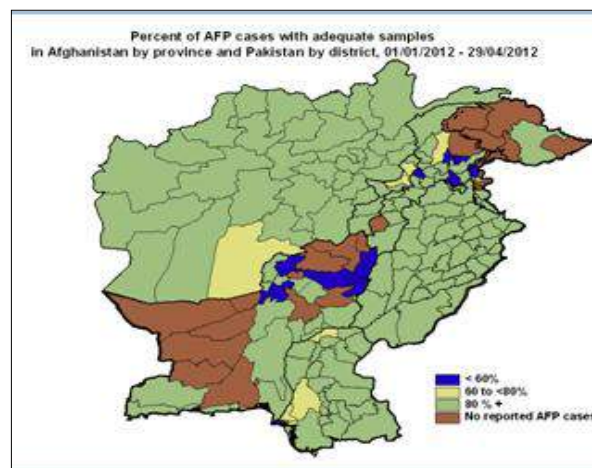 Percent of AFP cases with adequate samples
in Afghanistan by province and Pakistan by district, 01/01/2012 - 29/04/2012
< 60%
60 to <80%
80 % +
No reported AFP cases